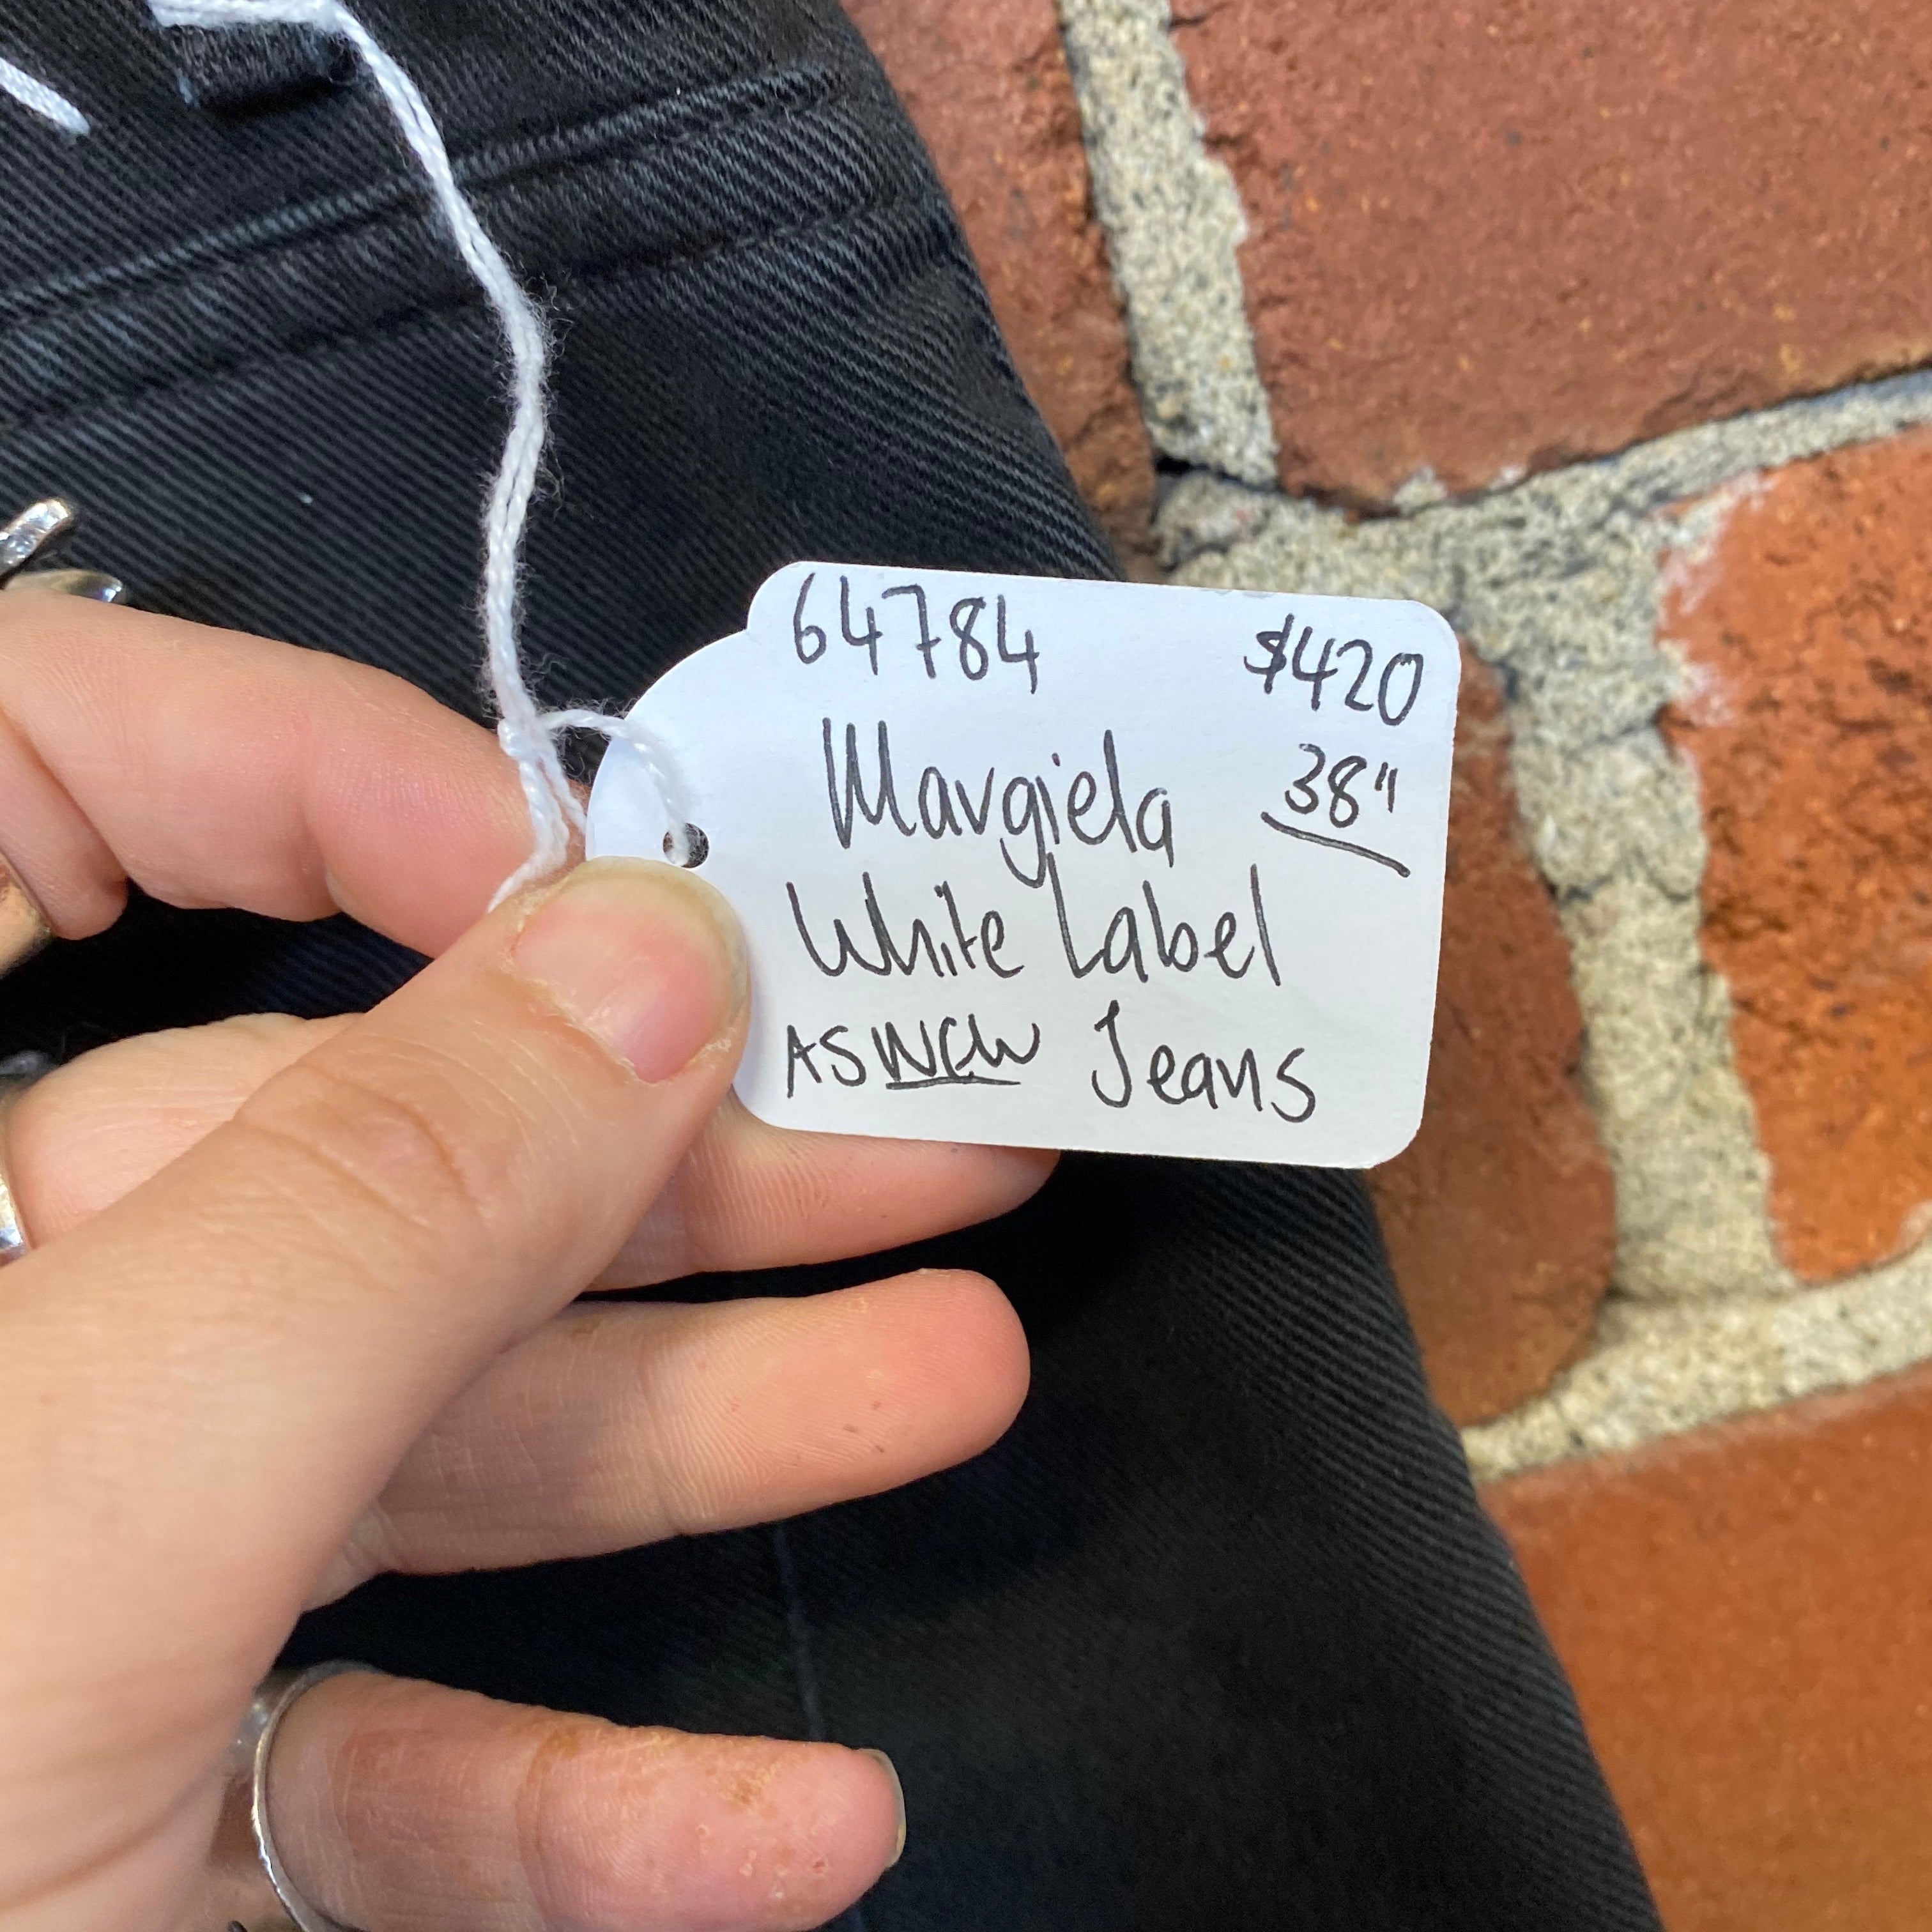 64784 $420
Margiela 38"
White Label
AS NEW Jeans